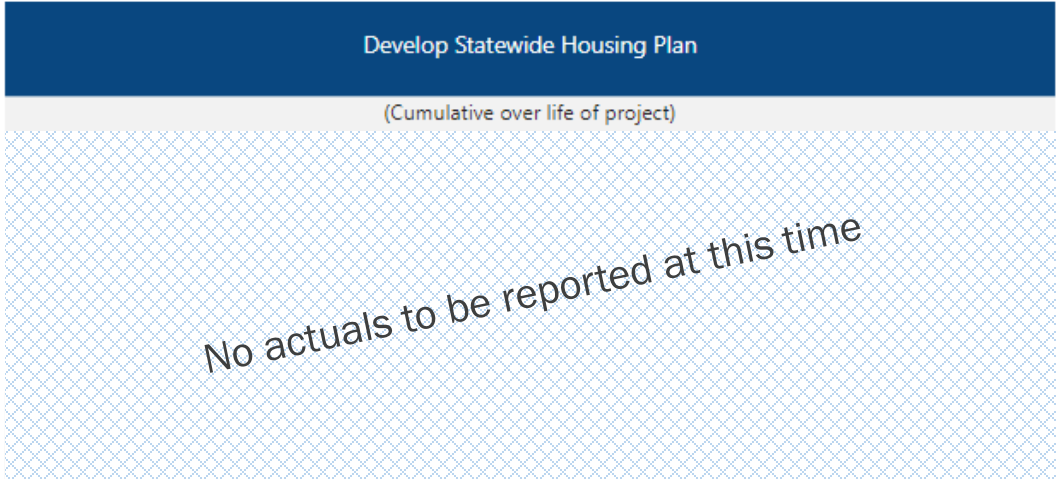 Develop Statewide Housing Plan
(Cumulative over life of project)
No actuals to be reported at this time